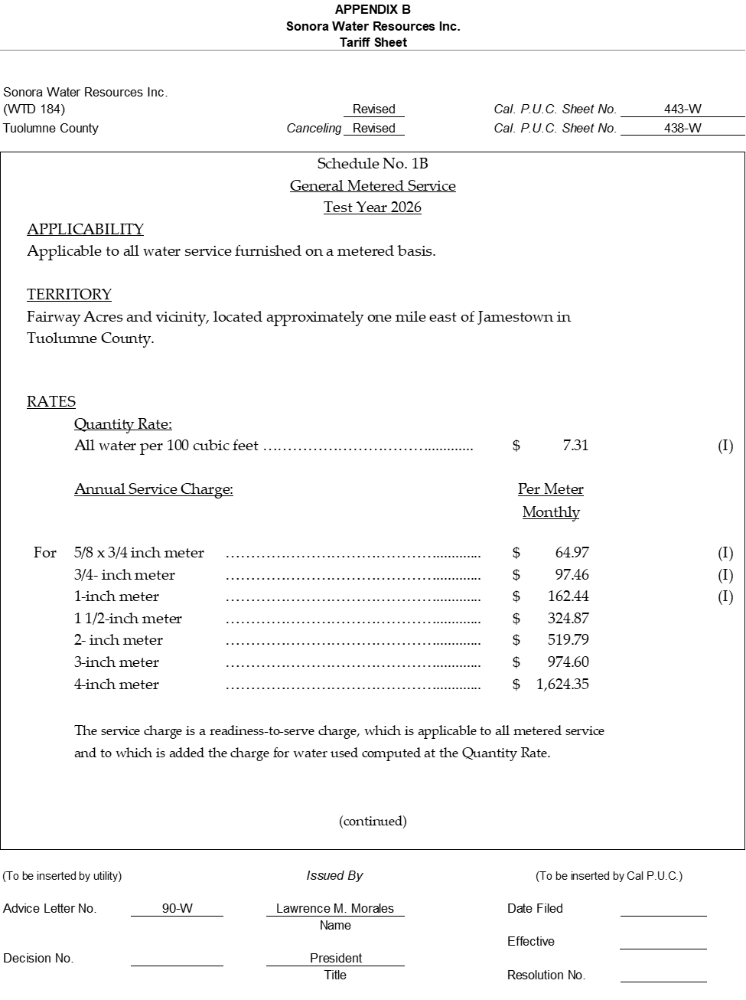 APPENDIX B
Sonora Water Resources Inc.
Tariff Sheet
Sonora Water Resources Inc.
(WTD 184) Revised Cal. P.U.C. Sheet No. 443-W
Tuolumne County Canceling Revised Cal. P.U.C. Sheet No. 438-W
Schedule No. 1B
General Metered Service
Test Year 2026
APPLICABILITY
Applicable to all water service furnished on a metered basis.
TERRITORY
Fairway Acres and vicinity, located approximately one mile east of Jamestown in
Tuolumne County.
RATES
Quantity Rate:
All water per 100 cubic feet ………………………………............. $ 7.31 (I)
Annual Service Charge: Per Meter
Monthly
For 5/8 x 3/4 inch meter ……………………………………............. $ 64.97 (I)
3/4- inch meter ……………………………………............. $ 97.46 (I)
1-inch meter ……………………………………............. $ 162.44 (I)
1 1/2-inch meter ……………………………………............. $ 324.87
2- inch meter ……………………………………............. $ 519.79
3-inch meter ……………………………………............. $ 974.60
4-inch meter ……………………………………............. $ 1,624.35
The service charge is a readiness-to-serve charge, which is applicable to all metered service
and to which is added the charge for water used computed at the Quantity Rate.
(continued)
(To be inserted by utility) Issued By (To be inserted by Cal P.U.C.)
Advice Letter No. 90-W Lawrence M. Morales Date Filed
Name
Effective
Decision No. President
Title Resolution No.